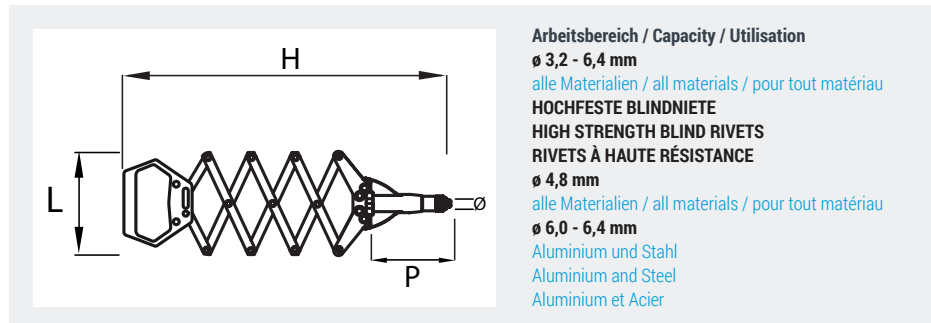 H
L
Ø
P
Arbeitsbereich / Capacity / Utilisation
ø 3,2 - 6,4 mm
alle Materialien / all materials / pour tout matériau
HOCHFESTE BLINDNIETE
HIGH STRENGTH BLIND RIVETS
RIVETS À HAUTE RÉSISTANCE
ø 4,8 mm
alle Materialien / all materials / pour tout matériau
ø 6,0 - 6,4 mm
Aluminium und Stahl
Aluminium and Steel
Aluminium et Acier